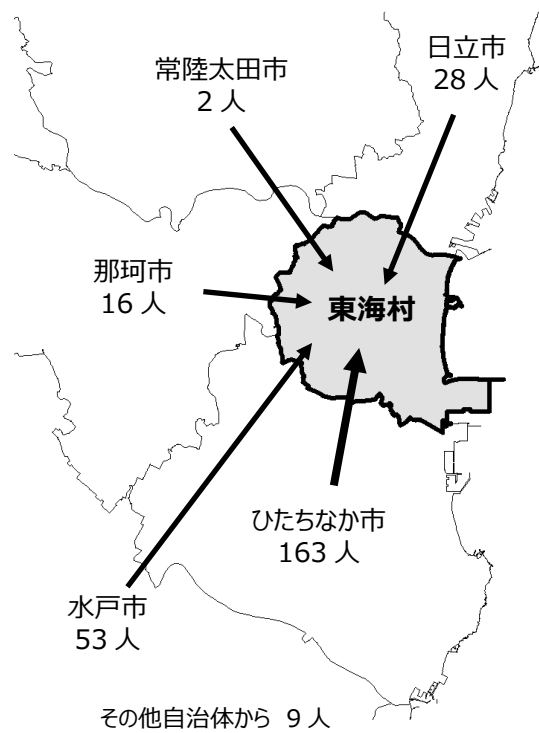 日立市
28 人
常陸太田市
2 人
那珂市
16 人
東海村
ひたちなか市
163 人
水戸市
53 人
その他自治体から 9 人